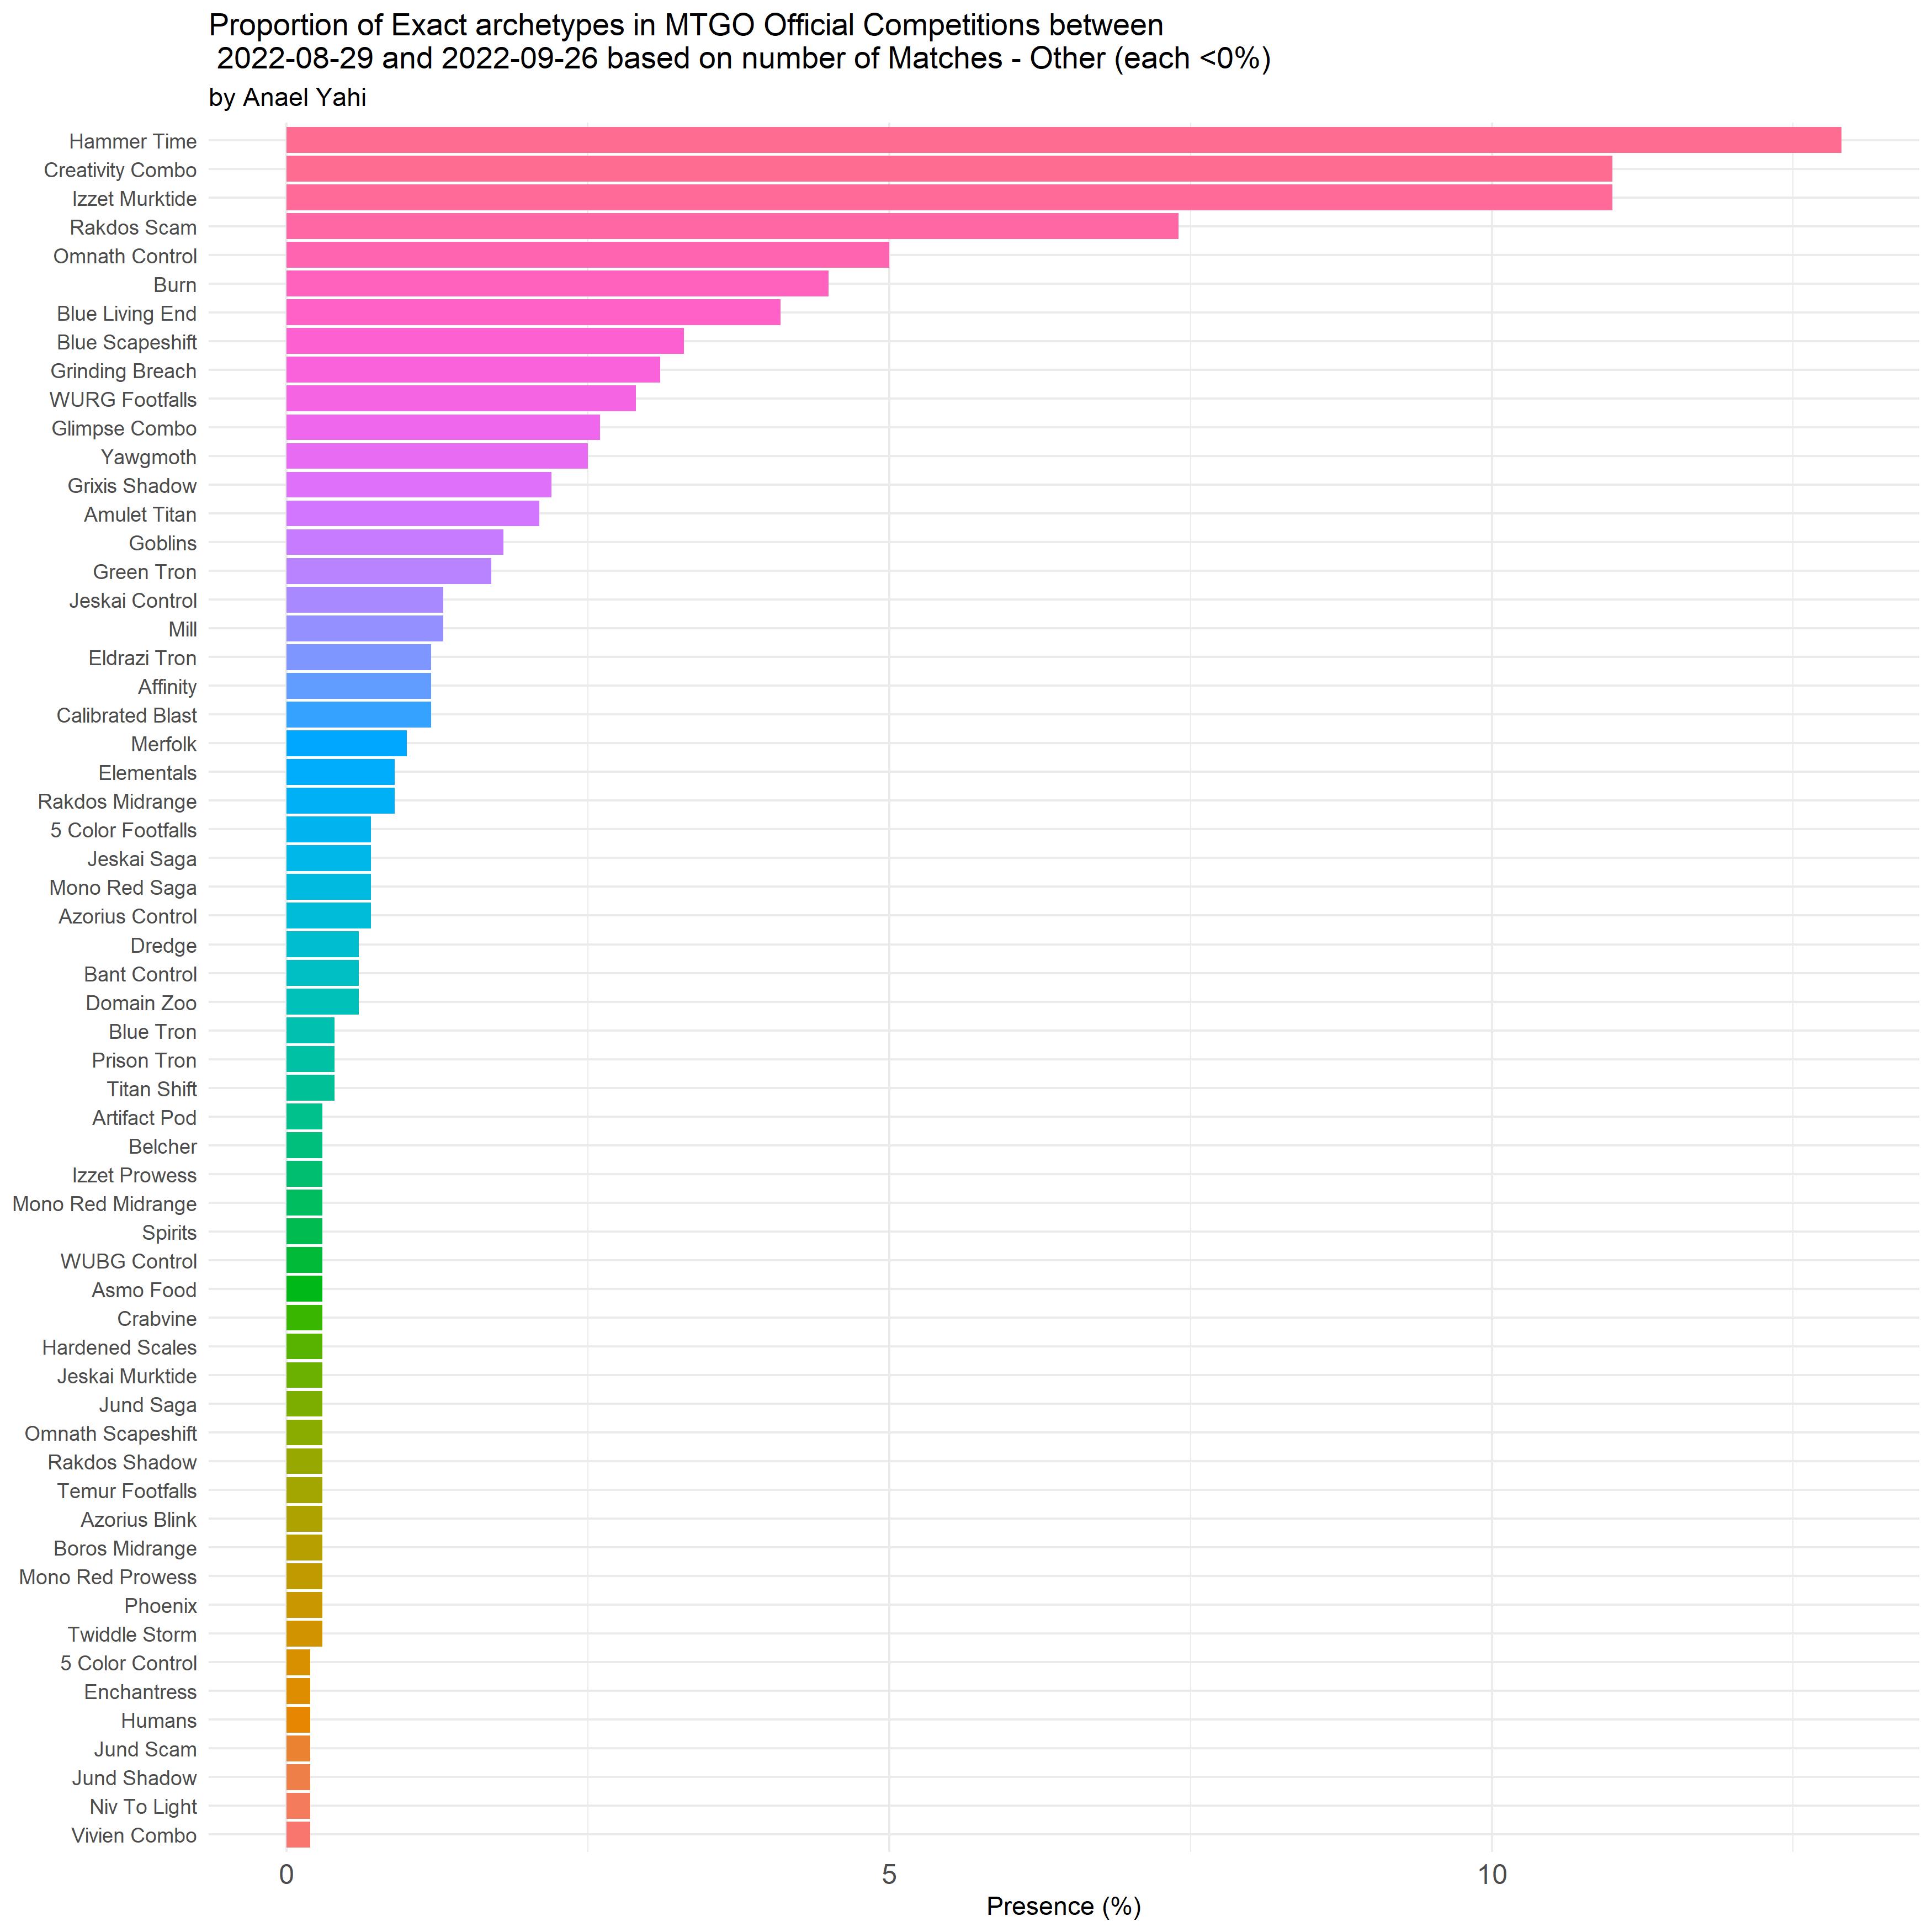 Proportion of Exact archetypes in MTGO Official Competitions between
2022-08-29 and 2022-09-26 based on number of Matches - Other (each <0%)
by Anael Yahi
Hammer Time
Creativity Combo
Izzet Murktide
Rakdos Scam
Omnath Control
Burn
Blue Living End
Blue Scapeshift
Grinding Breach
WURG Footfalls
Glimpse Combo
Yawgmoth
Grixis Shadow
Amulet Titan
Goblins
Green Tron
Jeskai Control
Mill
Eldrazi Tron
Affinity
Calibrated Blast
Merfolk
Elementals
Rakdos Midrange
5 Color Footfalls
Jeskai Saga
Mono Red Saga
Azorius Control
Dredge
Bant Control
Domain Zoo
Blue Tron
Prison Tron
Titan Shift
Artifact Pod
Belcher
Izzet Prowess
Mono Red Midrange
Spirits
WUBG Control
Asmo Food
Crabvine
Hardened Scales
Jeskai Murktide
Jund Saga
Omnath Scapeshift
Rakdos Shadow
Temur Footfalls
Azorius Blink
Boros Midrange
Mono Red Prowess
Phoenix
Twiddle Storm
5 Color Control
Enchantress
Humans
Jund Scam
Jund Shadow
Niv To Light
Vivien Combo
0 5 10
Presence (%)